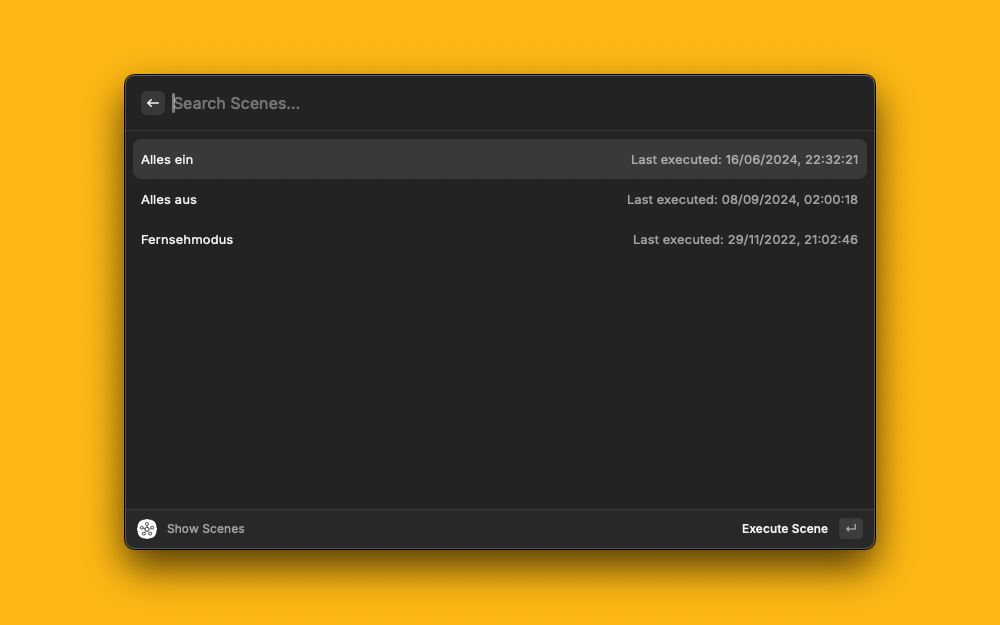 Search Scenes...
Alles ein Last executed: 16/06/2024, 22:32:21
Alles aus Last executed: 08/09/2024, 02:00:18
Fernsehmodus Last executed: 29/11/2022, 21:02:46
Show Scenes Execute Scene